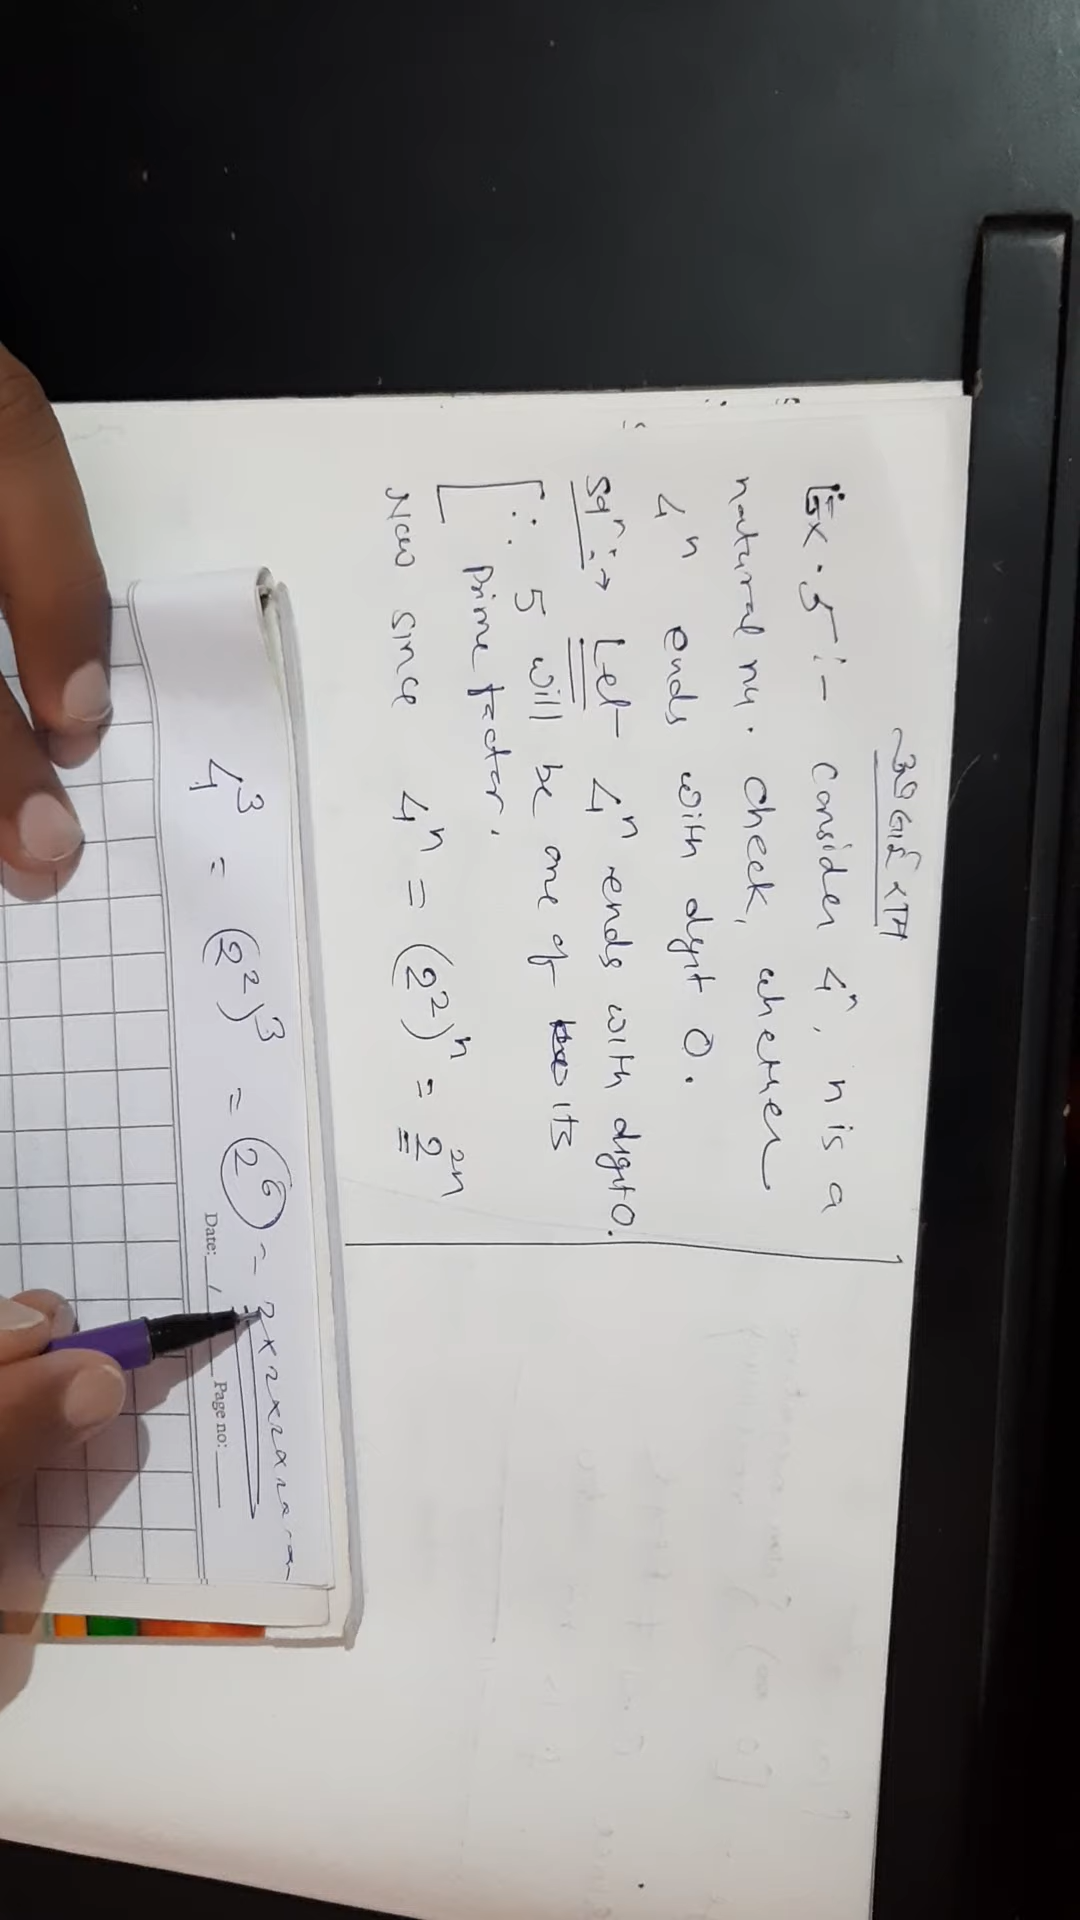 Ex. 5 :- Consider 4ⁿ, n is a
natural no. check, whether
4ⁿ ends with digit 0.
Solⁿ :→ Let 4ⁿ ends with digit 0.
[∵ 5 will be one of its
Prime factor.
Now since 4ⁿ = (2²)ⁿ = 2²ⁿ
4³ = (2²)³ = 2⁶ = 2×2×2×2×
Date: Page no: